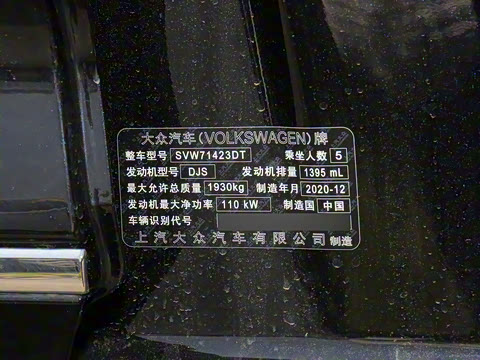 大众汽车(VOLKSWAGEN)牌
整车型号 SVW71423DT 乘坐人数 5
发动机型号 DJS 发动机排量 1395 mL
最大允许总质量 1930kg 制造年月 2020-12
发动机最大净功率 110 kW 制造国 中国
车辆识别代号
上汽大众汽车有限公司 制造